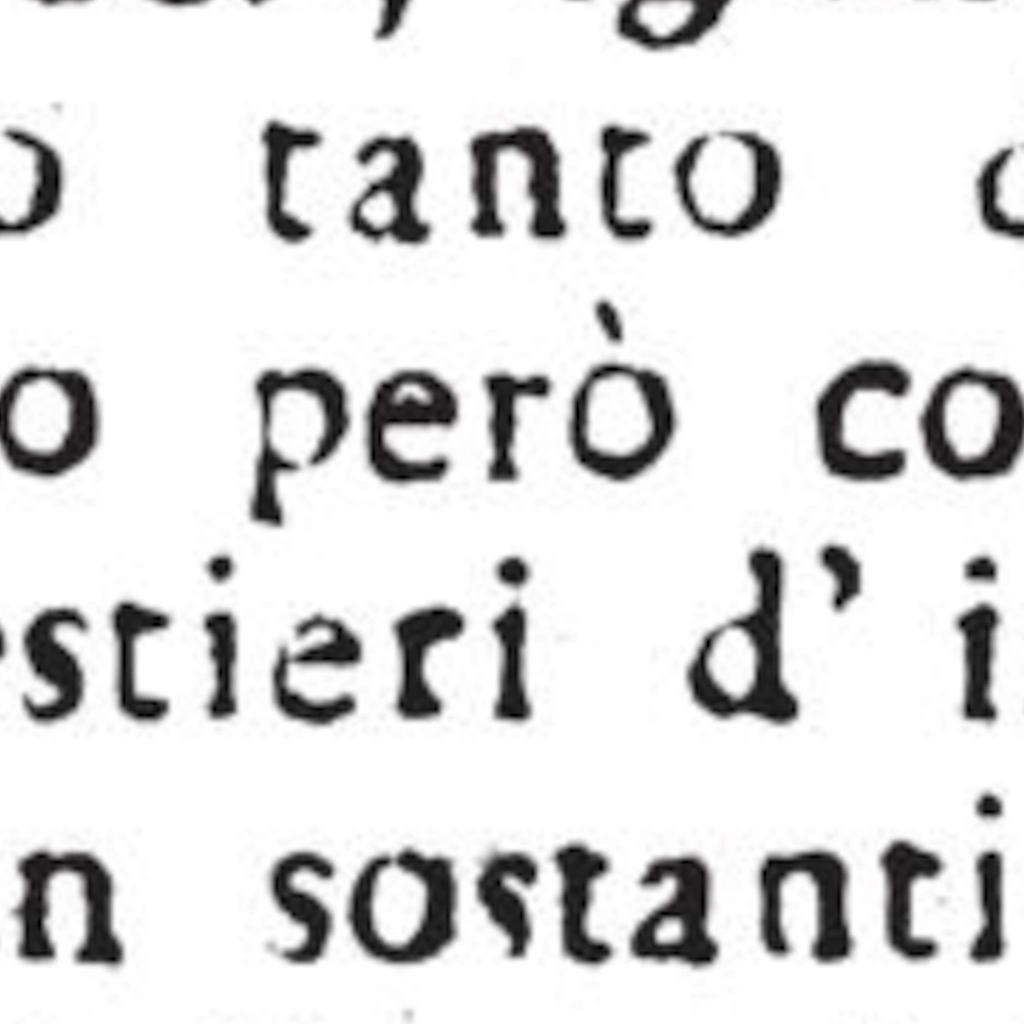 o tanto
o però co
stieri d' i
n sostanti